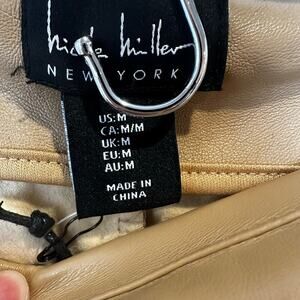 nicole miller
NEW YORK
US:M
CA:M/M
UK:M
EU:M
AU:M
MADE IN
CHINA